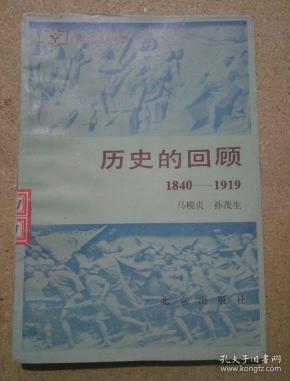 历史的回顾
1840——1919
马模贞 孙茂生
北京出版社
孔夫子旧书网